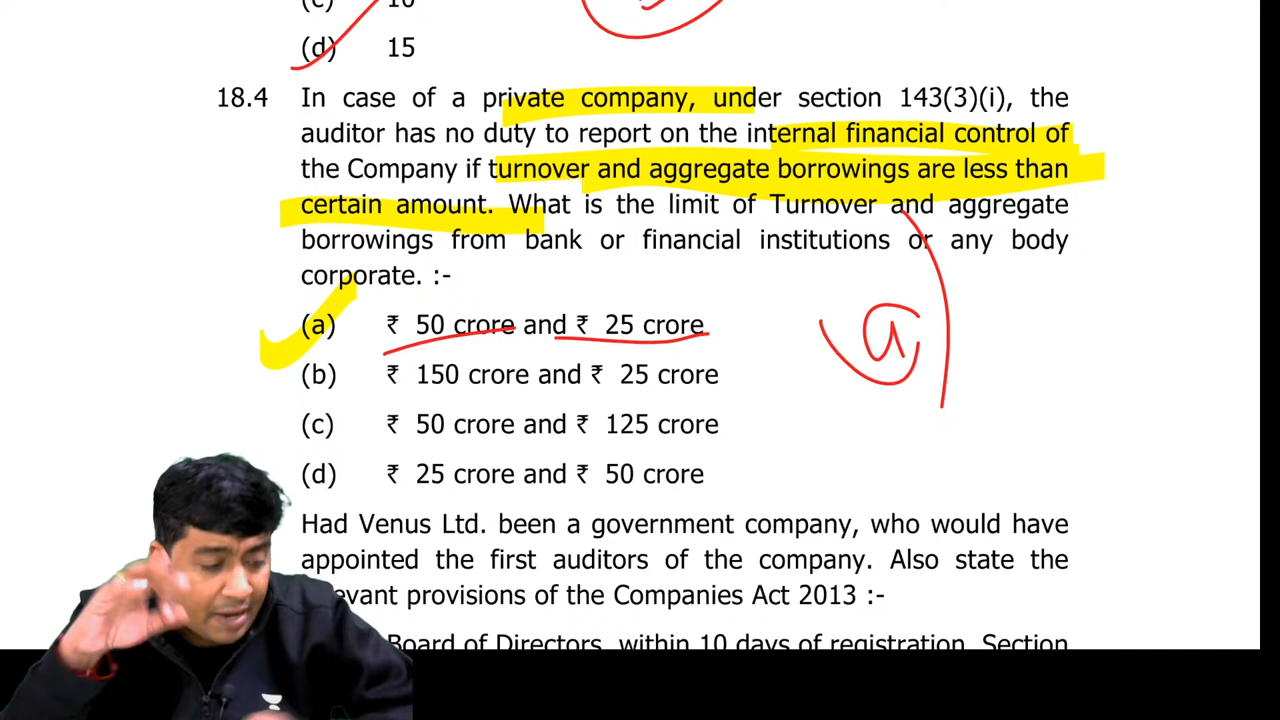 (d) 15
18.4 In case of a private company, under section 143(3)(i), the
auditor has no duty to report on the internal financial control of
the Company if turnover and aggregate borrowings are less than
certain amount. What is the limit of Turnover and aggregate
borrowings from bank or financial institutions or any body
corporate. :-
(a) ₹ 50 crore and ₹ 25 crore
a
(b) ₹ 150 crore and ₹ 25 crore
(c) ₹ 50 crore and ₹ 125 crore
(d) ₹ 25 crore and ₹ 50 crore
Had Venus Ltd. been a government company, who would have
appointed the first auditors of the company. Also state the
evant provisions of the Companies Act 2013 :-
Board of Directors, within 10 days of registration, Section